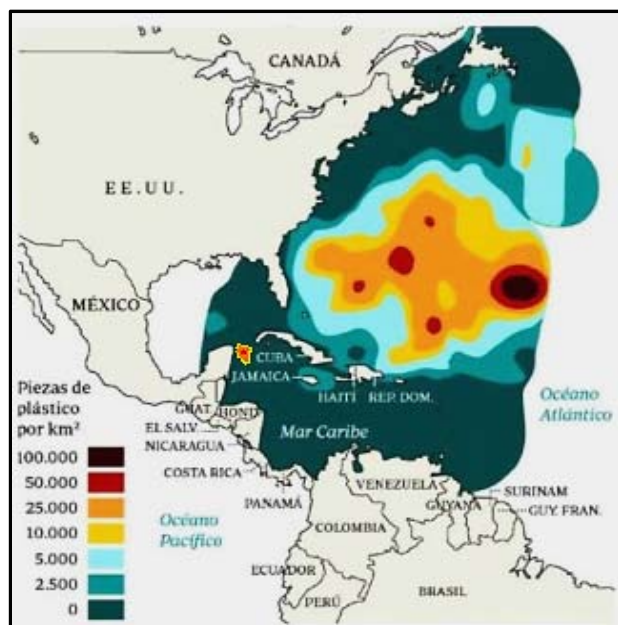 CANADÁ
EE.UU.
MÉXICO
CUBA
JAMAICA
HAITÍ
REP. DOM.
Océano
Atlántico
Piezas de
plástico
por km²
100.000
50.000
25.000
10.000
5.000
2.500
0
GUAT.
HOND.
EL SALV.
NICARAGUA
COSTA RICA
PANAMÁ
Mar Caribe
Océano
Pacífico
VENEZUELA
COLOMBIA
GUYANA
SURINAM
GUY. FRAN.
ECUADOR
PERÚ
BRASIL